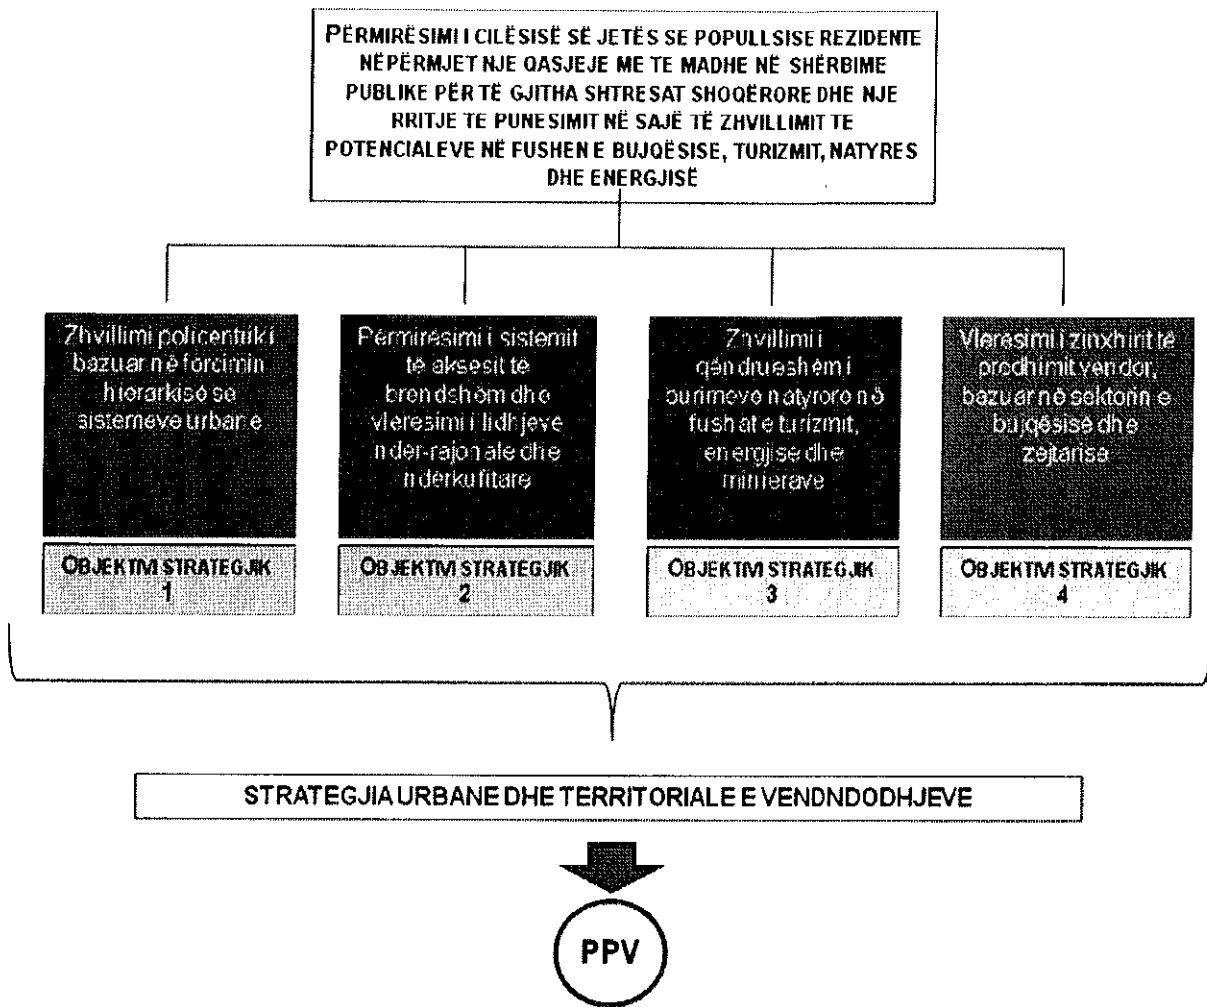 PËRMIRËSIMI I CILËSISË SË JETËS SE POPULLSISE REZIDENTE
NËPËRMJET NJE QASJEJE ME TE MADHE NË SHËRBIME
PUBLIKE PËR TË GJITHA SHTRESAT SHOQËRORE DHE NJE
RRITJE TE PUNESIMIT NË SAJË TË ZHVILLIMIT TE
POTENCIALEVE NË FUSHEN E BUJQËSISE, TURIZMIT, NATYRES
DHE ENERGJISË
Zhvillimi policentrik i
bazuar në forcimin
hierarkisë se
sistemeve urbane
OBJEKTIVI STRATEGJIK
1
Përmirësimi i sistemit
të aksesit të
brendshëm dhe
vlerësimi i lidhjeve
nder-rajonale dhe
nderkufitare
OBJEKTIVI STRATEGJIK
2
Zhvillimi i
qëndrueshëm i
burimeve natyrore në
fushat e turizmit,
energjise dhe
minierave
OBJEKTIVI STRATEGJIK
3
Vlerësimi i zinxhirit të
prodhimit vendor,
bazuar në sektorin e
bujqësisë dhe
zejtarise
OBJEKTIVI STRATEGJIK
4
STRATEGJIA URBANE DHE TERRITORIALE E VENDNDODHJEVE
PPV